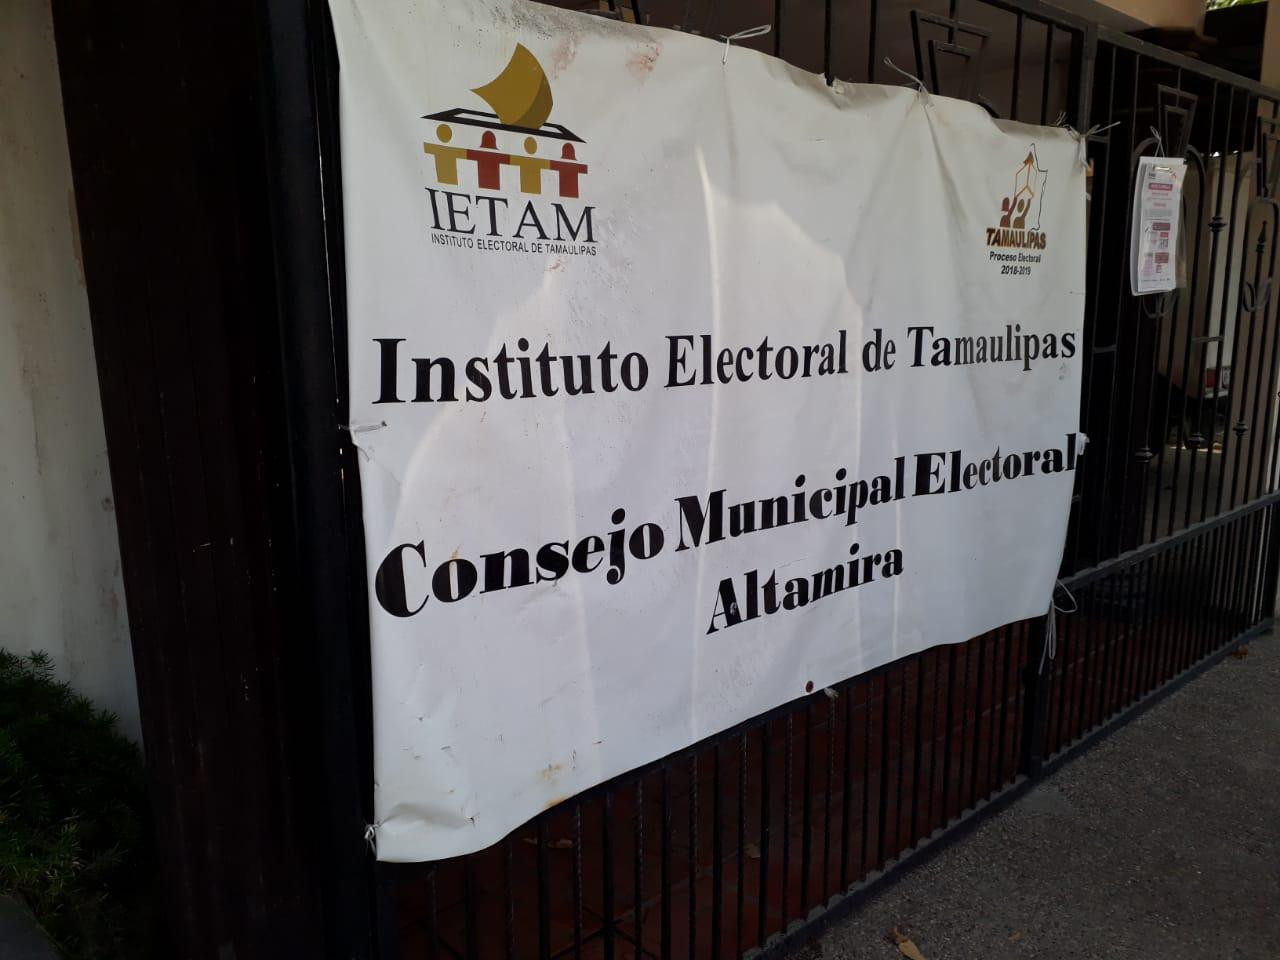 IETAM
INSTITUTO ELECTORAL DE TAMAULIPAS
TAMAULIPAS
Proceso Electoral
2018-2019
Instituto Electoral de Tamaulipas
Consejo Municipal Electoral
Altamira